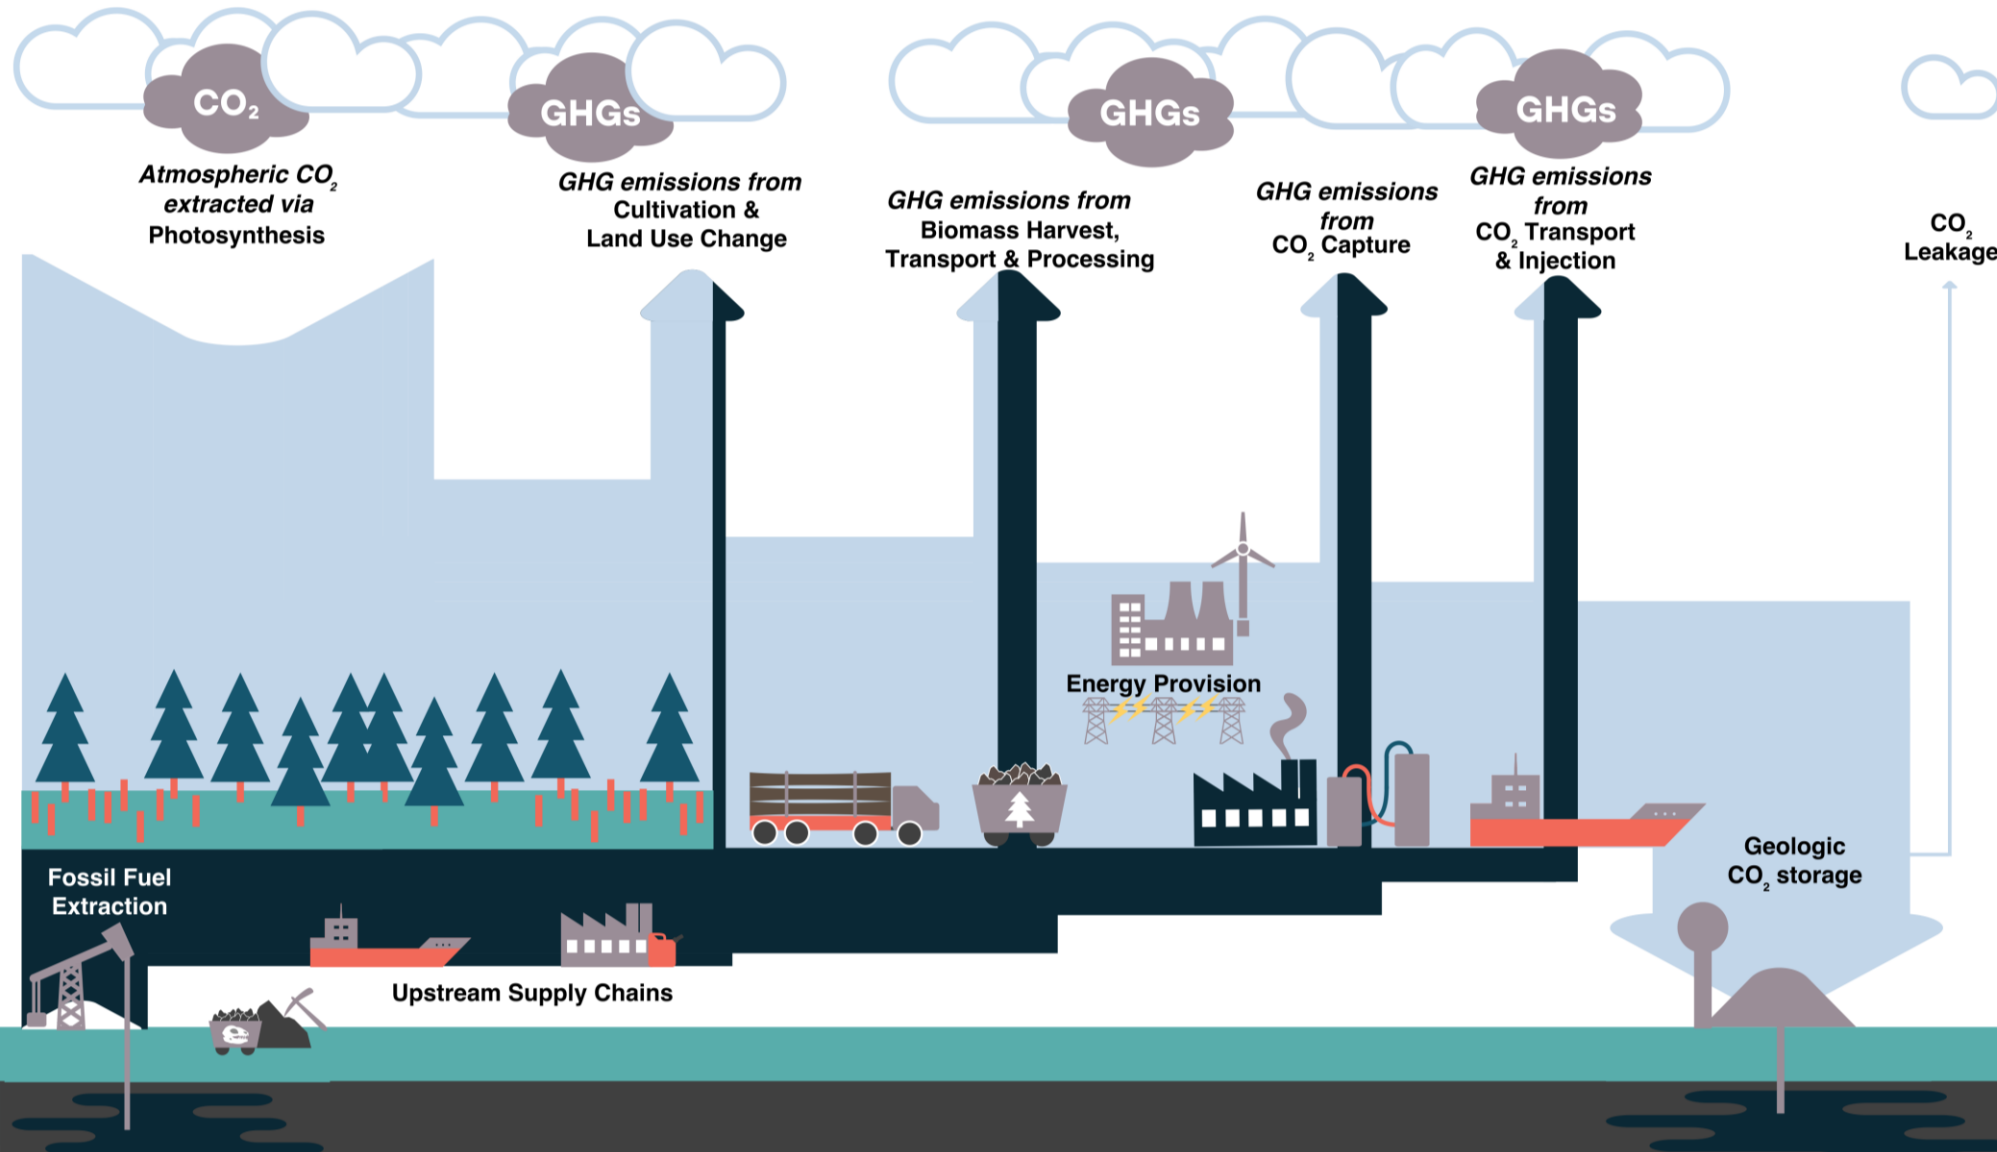 CO₂
GHGs
GHGs
GHGs
Atmospheric CO₂
extracted via
Photosynthesis
GHG emissions from
Cultivation &
Land Use Change
GHG emissions from
Biomass Harvest,
Transport & Processing
GHG emissions
from
CO₂ Capture
GHG emissions
from
CO₂ Transport
& Injection
CO₂
Leakage
Energy Provision
Geologic
CO₂ storage
Fossil Fuel
Extraction
Upstream Supply Chains